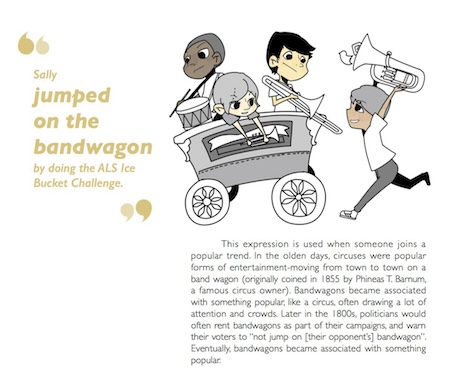 Sally
jumped
on the
bandwagon
by doing the ALS Ice
Bucket Challenge.
This expression is used when someone joins a
popular trend. In the olden days, circuses were popular
forms of entertainment-moving from town to town on a
band wagon (originally coined in 1855 by Phineas T. Barnum,
a famous circus owner). Bandwagons became associated
with something popular, like a circus, often drawing a lot of
attention and crowds. Later in the 1800s, politicians would
often rent bandwagons as part of their campaigns, and warn
their voters to “not jump on [their opponent's] bandwagon”.
Eventually, bandwagons became associated with something
popular.